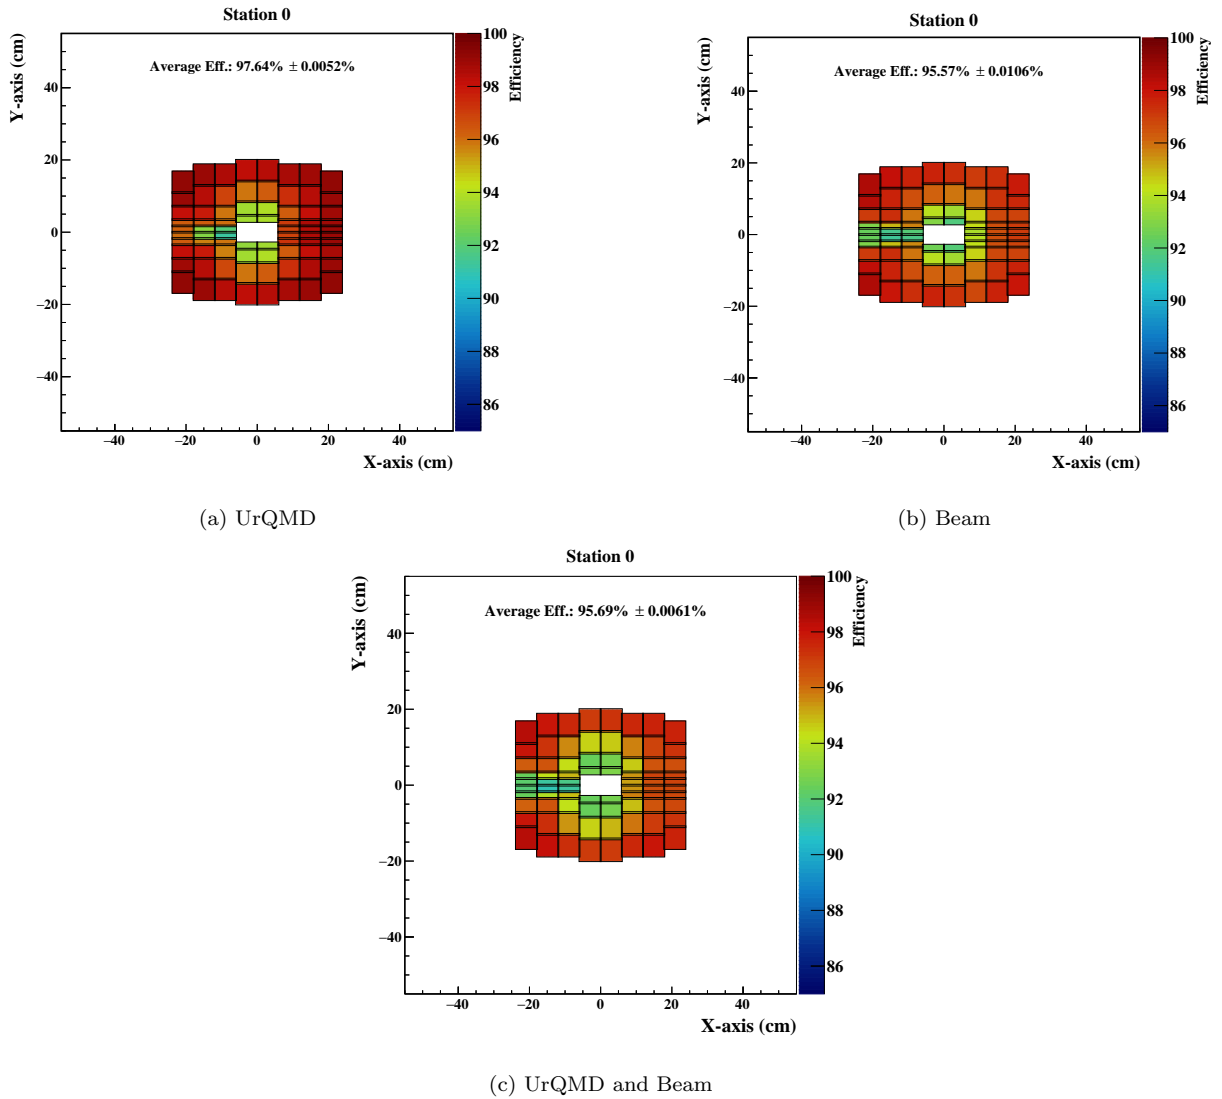 Station 0
Y-axis (cm)
Average Eff.: 97.64% ± 0.0052%
40
20
0
−20
−40
−40 −20 0 20 40
X-axis (cm)
100
98
96
94
92
90
88
86
Efficiency
(a) UrQMD
Station 0
Y-axis (cm)
Average Eff.: 95.57% ± 0.0106%
40
20
0
−20
−40
−40 −20 0 20 40
X-axis (cm)
100
98
96
94
92
90
88
86
Efficiency
(b) Beam
Station 0
Y-axis (cm)
Average Eff.: 95.69% ± 0.0061%
40
20
0
−20
−40
−40 −20 0 20 40
X-axis (cm)
100
98
96
94
92
90
88
86
Efficiency
(c) UrQMD and Beam